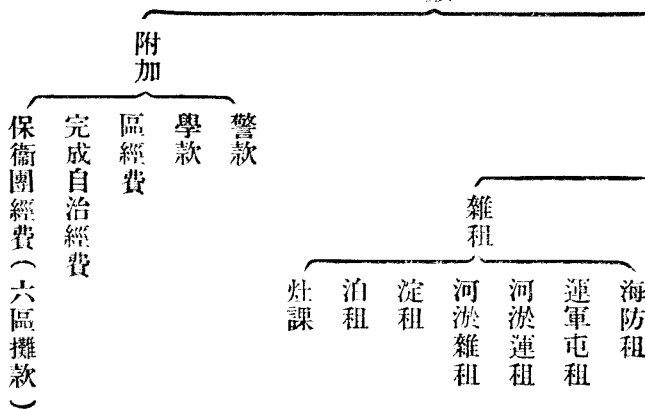 附加
警款
學款
區經費
完成自治經費
保衞團經費(六區攤款)
雜租
海防租
運軍屯租
河淤運租
河淤雜租
淀租
泊租
灶課